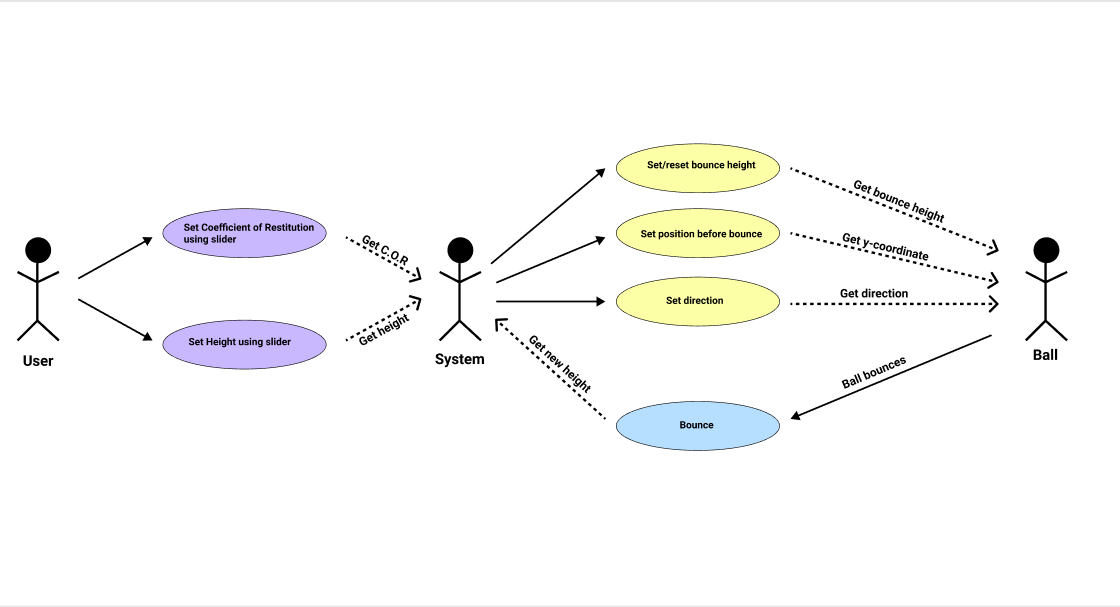 Set/reset bounce height
Get bounce height
Set Coefficient of Restitution
using slider
Get C.O.R
Set position before bounce
Get y-coordinate
Set direction
Get direction
Set Height using slider
Get height
User
System
Ball
Get new height
Ball bounces
Bounce